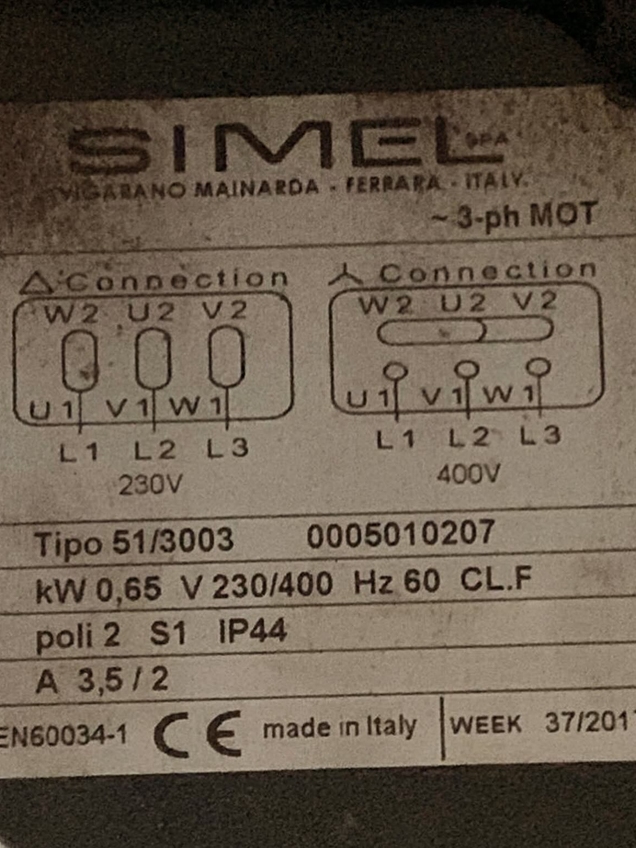 SIMEL SPA
VIGARANO MAINARDA - FERRARA - ITALY.
~ 3-ph MOT
△ Connection
W2 U2 V2
U1 V1 W1
L1 L2 L3
230V
⅄ Connection
W2 U2 V2
U1 V1 W1
L1 L2 L3
400V
Tipo 51/3003 0005010207
kW 0,65 V 230/400 Hz 60 CL.F
poli 2 S1 IP44
A 3,5 / 2
EN60034-1 CE made in Italy WEEK 37/201